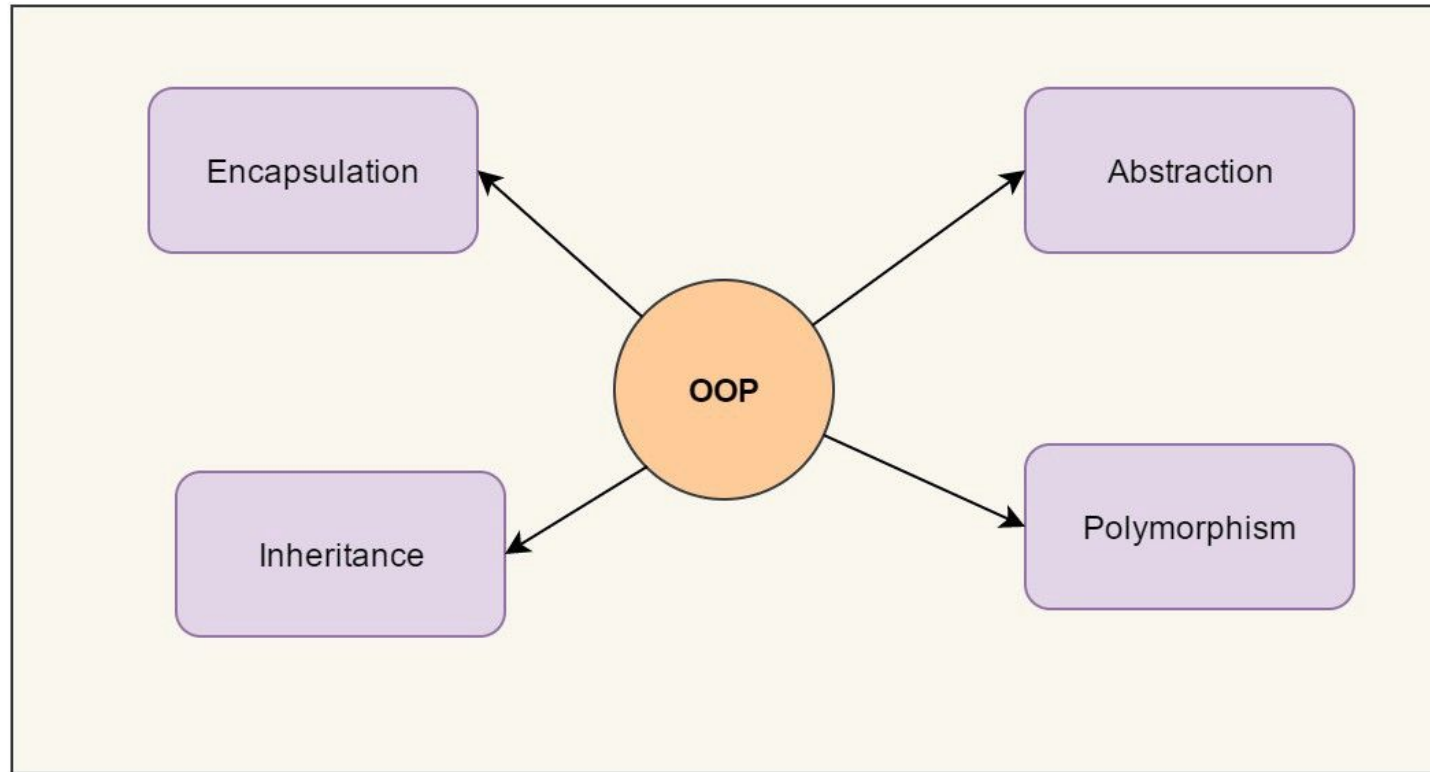 Encapsulation
Abstraction
OOP
Inheritance
Polymorphism